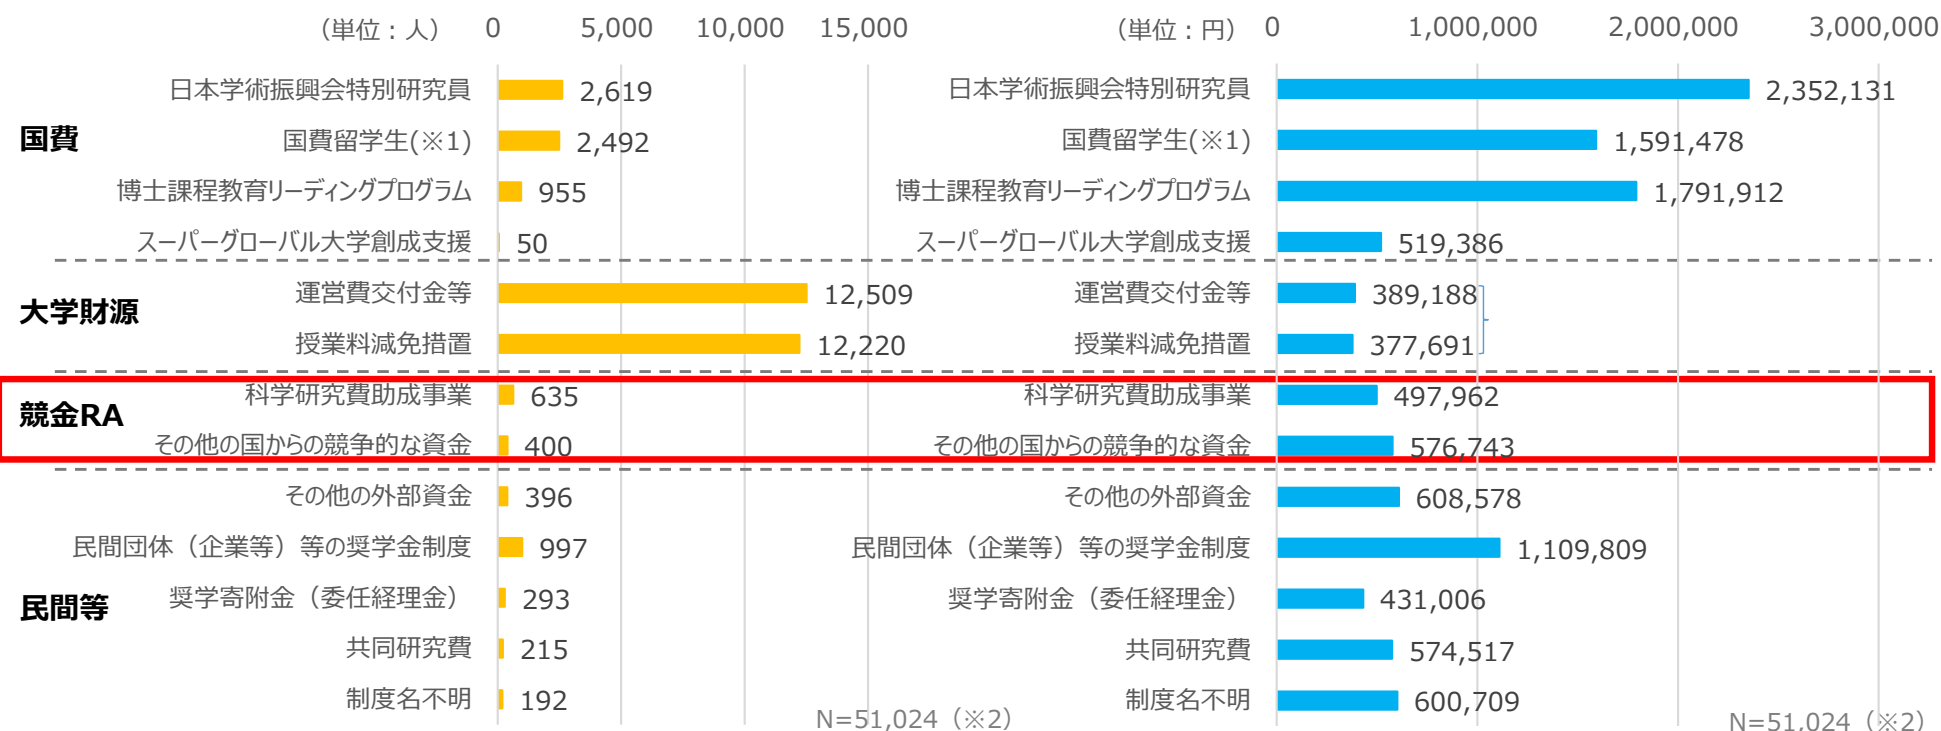 （単位：人） 0 5,000 10,000 15,000
国費
日本学術振興会特別研究員 2,619
国費留学生(※1) 2,492
博士課程教育リーディングプログラム 955
スーパーグローバル大学創成支援 50
大学財源
運営費交付金等 12,509
授業料減免措置 12,220
競金RA
科学研究費助成事業 635
その他の国からの競争的な資金 400
民間等
その他の外部資金 396
民間団体（企業等）等の奨学金制度 997
奨学寄附金（委任経理金） 293
共同研究費 215
制度名不明 192
N=51,024（※2）
（単位：円） 0 1,000,000 2,000,000 3,000,000
日本学術振興会特別研究員 2,352,131
国費留学生(※1) 1,591,478
博士課程教育リーディングプログラム 1,791,912
スーパーグローバル大学創成支援 519,386
運営費交付金等 389,188
授業料減免措置 377,691
科学研究費助成事業 497,962
その他の国からの競争的な資金 576,743
その他の外部資金 608,578
民間団体（企業等）等の奨学金制度 1,109,809
奨学寄附金（委任経理金） 431,006
共同研究費 574,517
制度名不明 600,709
N=51,024（※2）